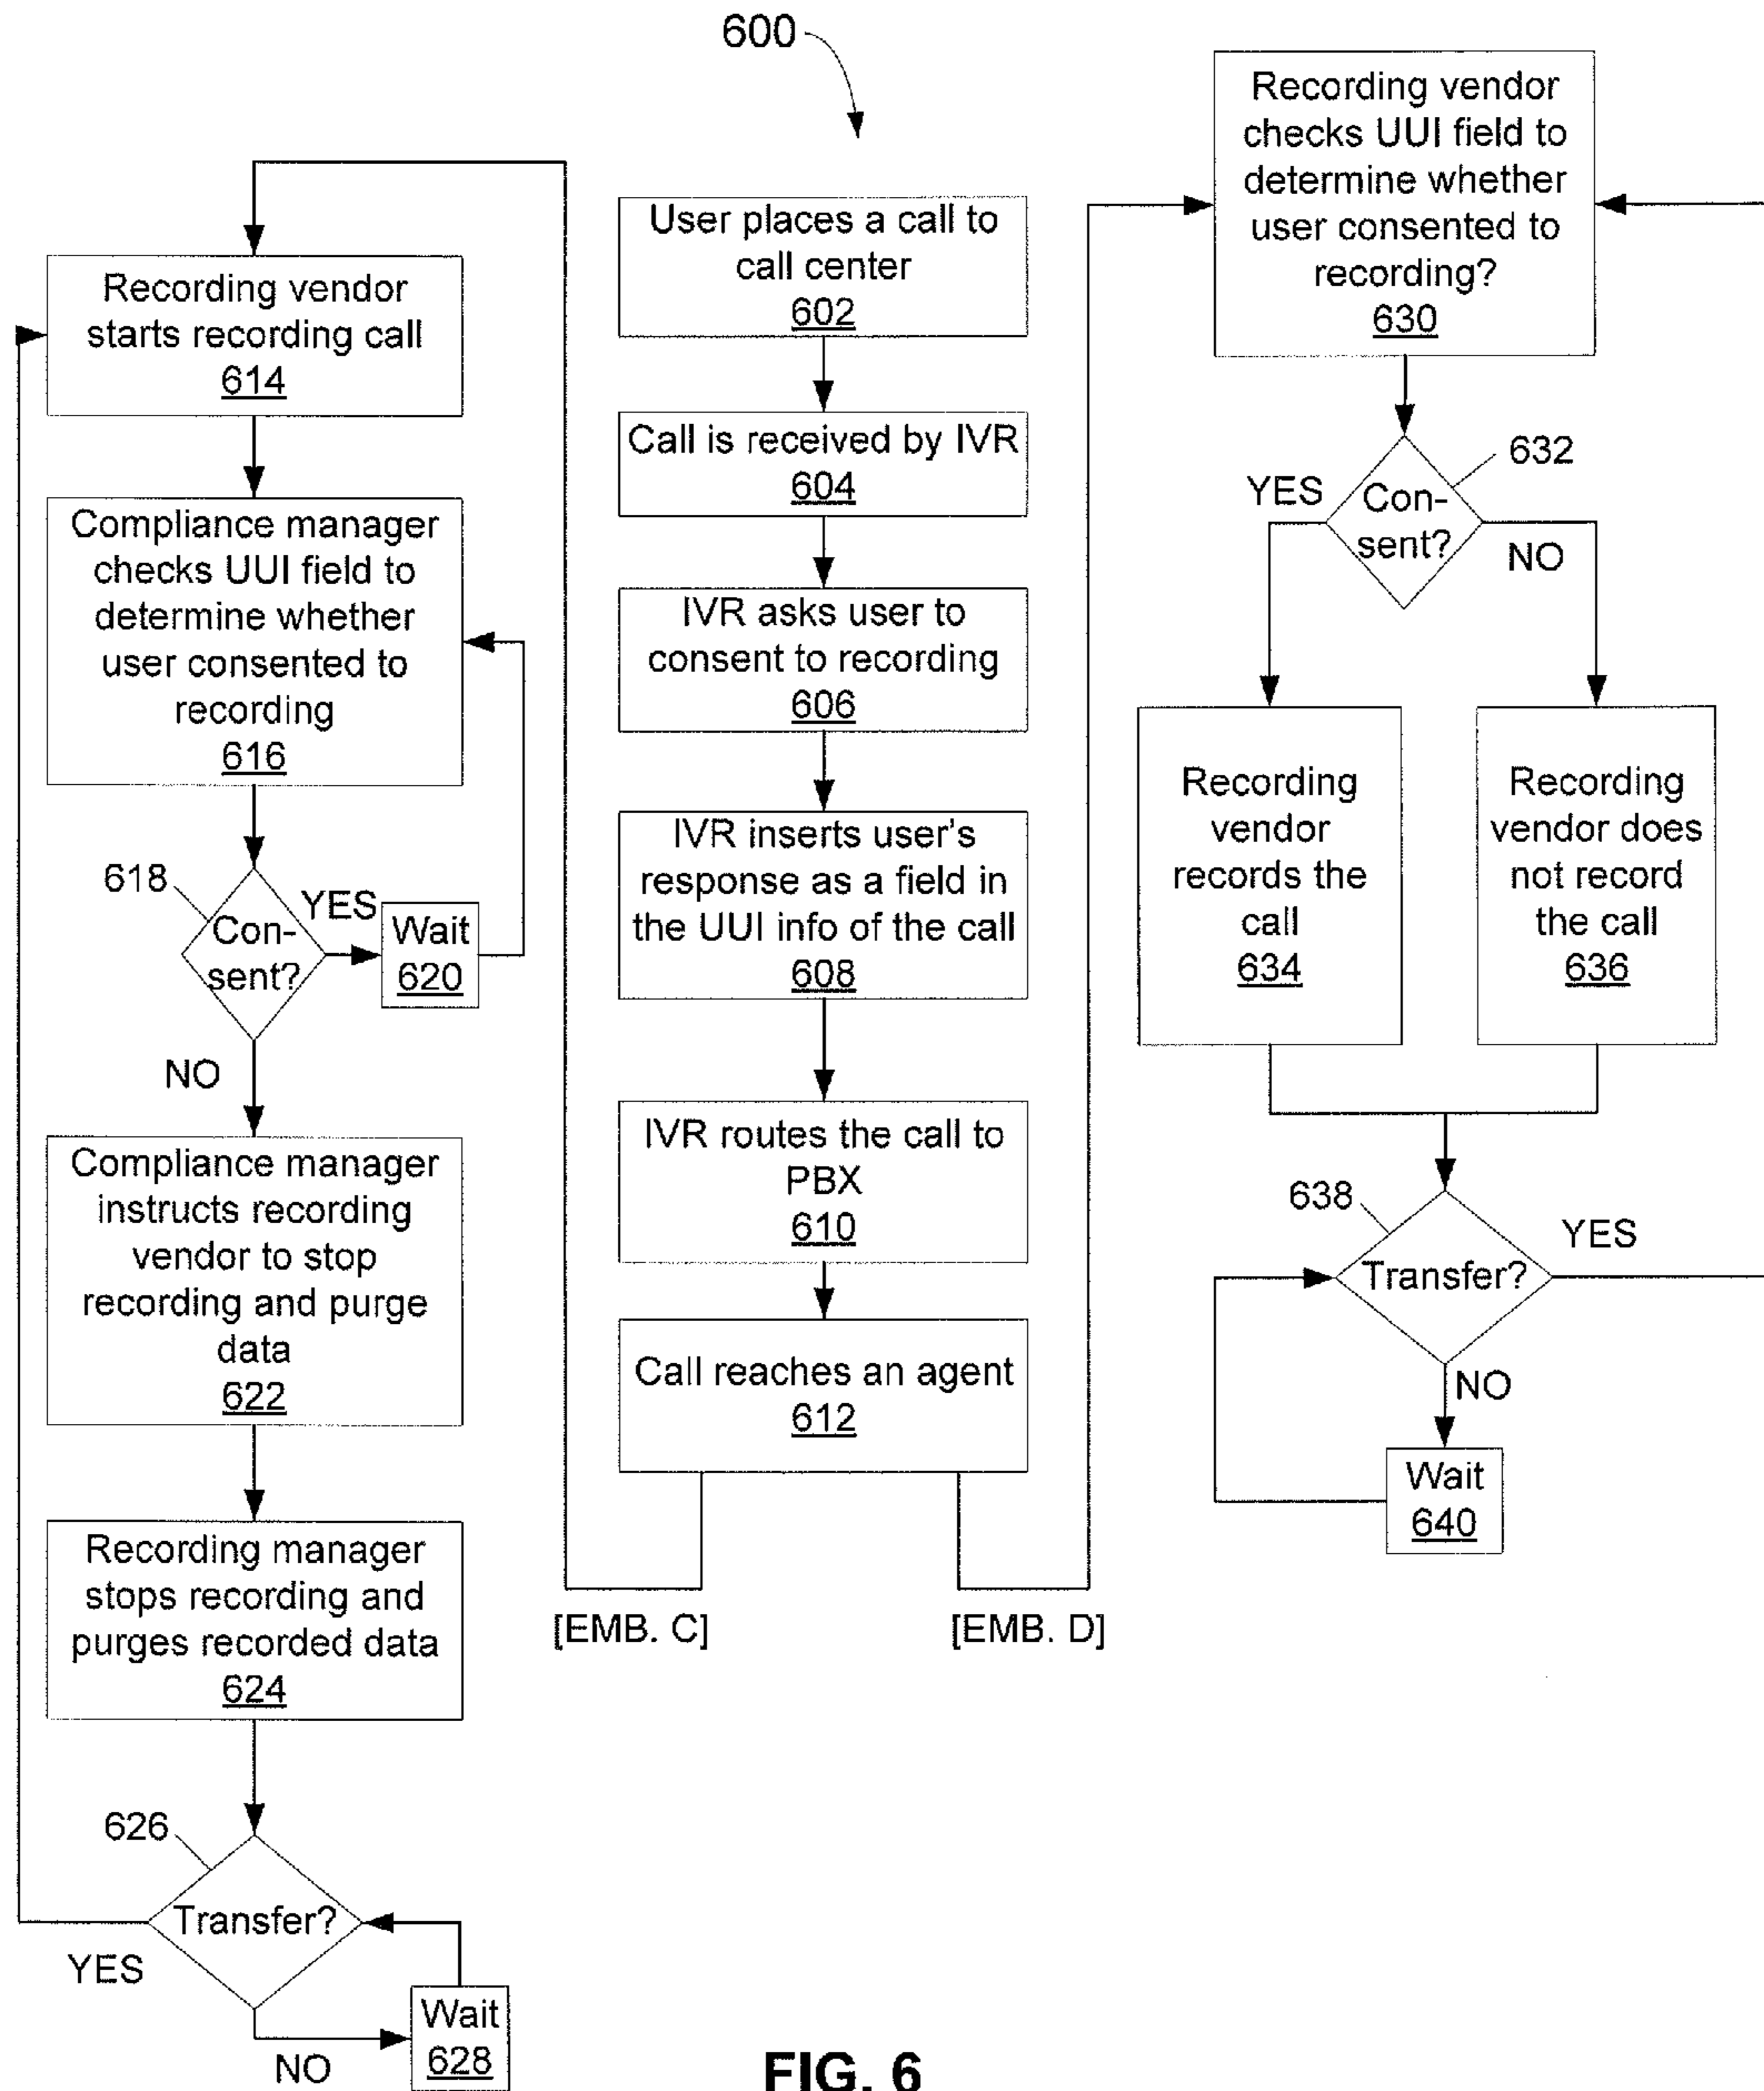 600
User places a call to
call center
602
Call is received by IVR
604
IVR asks user to
consent to recording
606
IVR inserts user's
response as a field in
the UUI info of the call
608
IVR routes the call to
PBX
610
Call reaches an agent
612
[EMB. C]
[EMB. D]
Recording vendor
starts recording call
614
Compliance manager
checks UUI field to
determine whether
user consented to
recording
616
618
Con-
sent?
YES
Wait
620
NO
Compliance manager
instructs recording
vendor to stop
recording and purge
data
622
Recording manager
stops recording and
purges recorded data
624
626
Transfer?
YES
NO
Wait
628
Recording vendor
checks UUI field to
determine whether
user consented to
recording?
630
632
YES
Con-
sent?
NO
Recording
vendor
records the
call
634
Recording
vendor does
not record
the call
636
638
Transfer?
YES
NO
Wait
640
FIG. 6